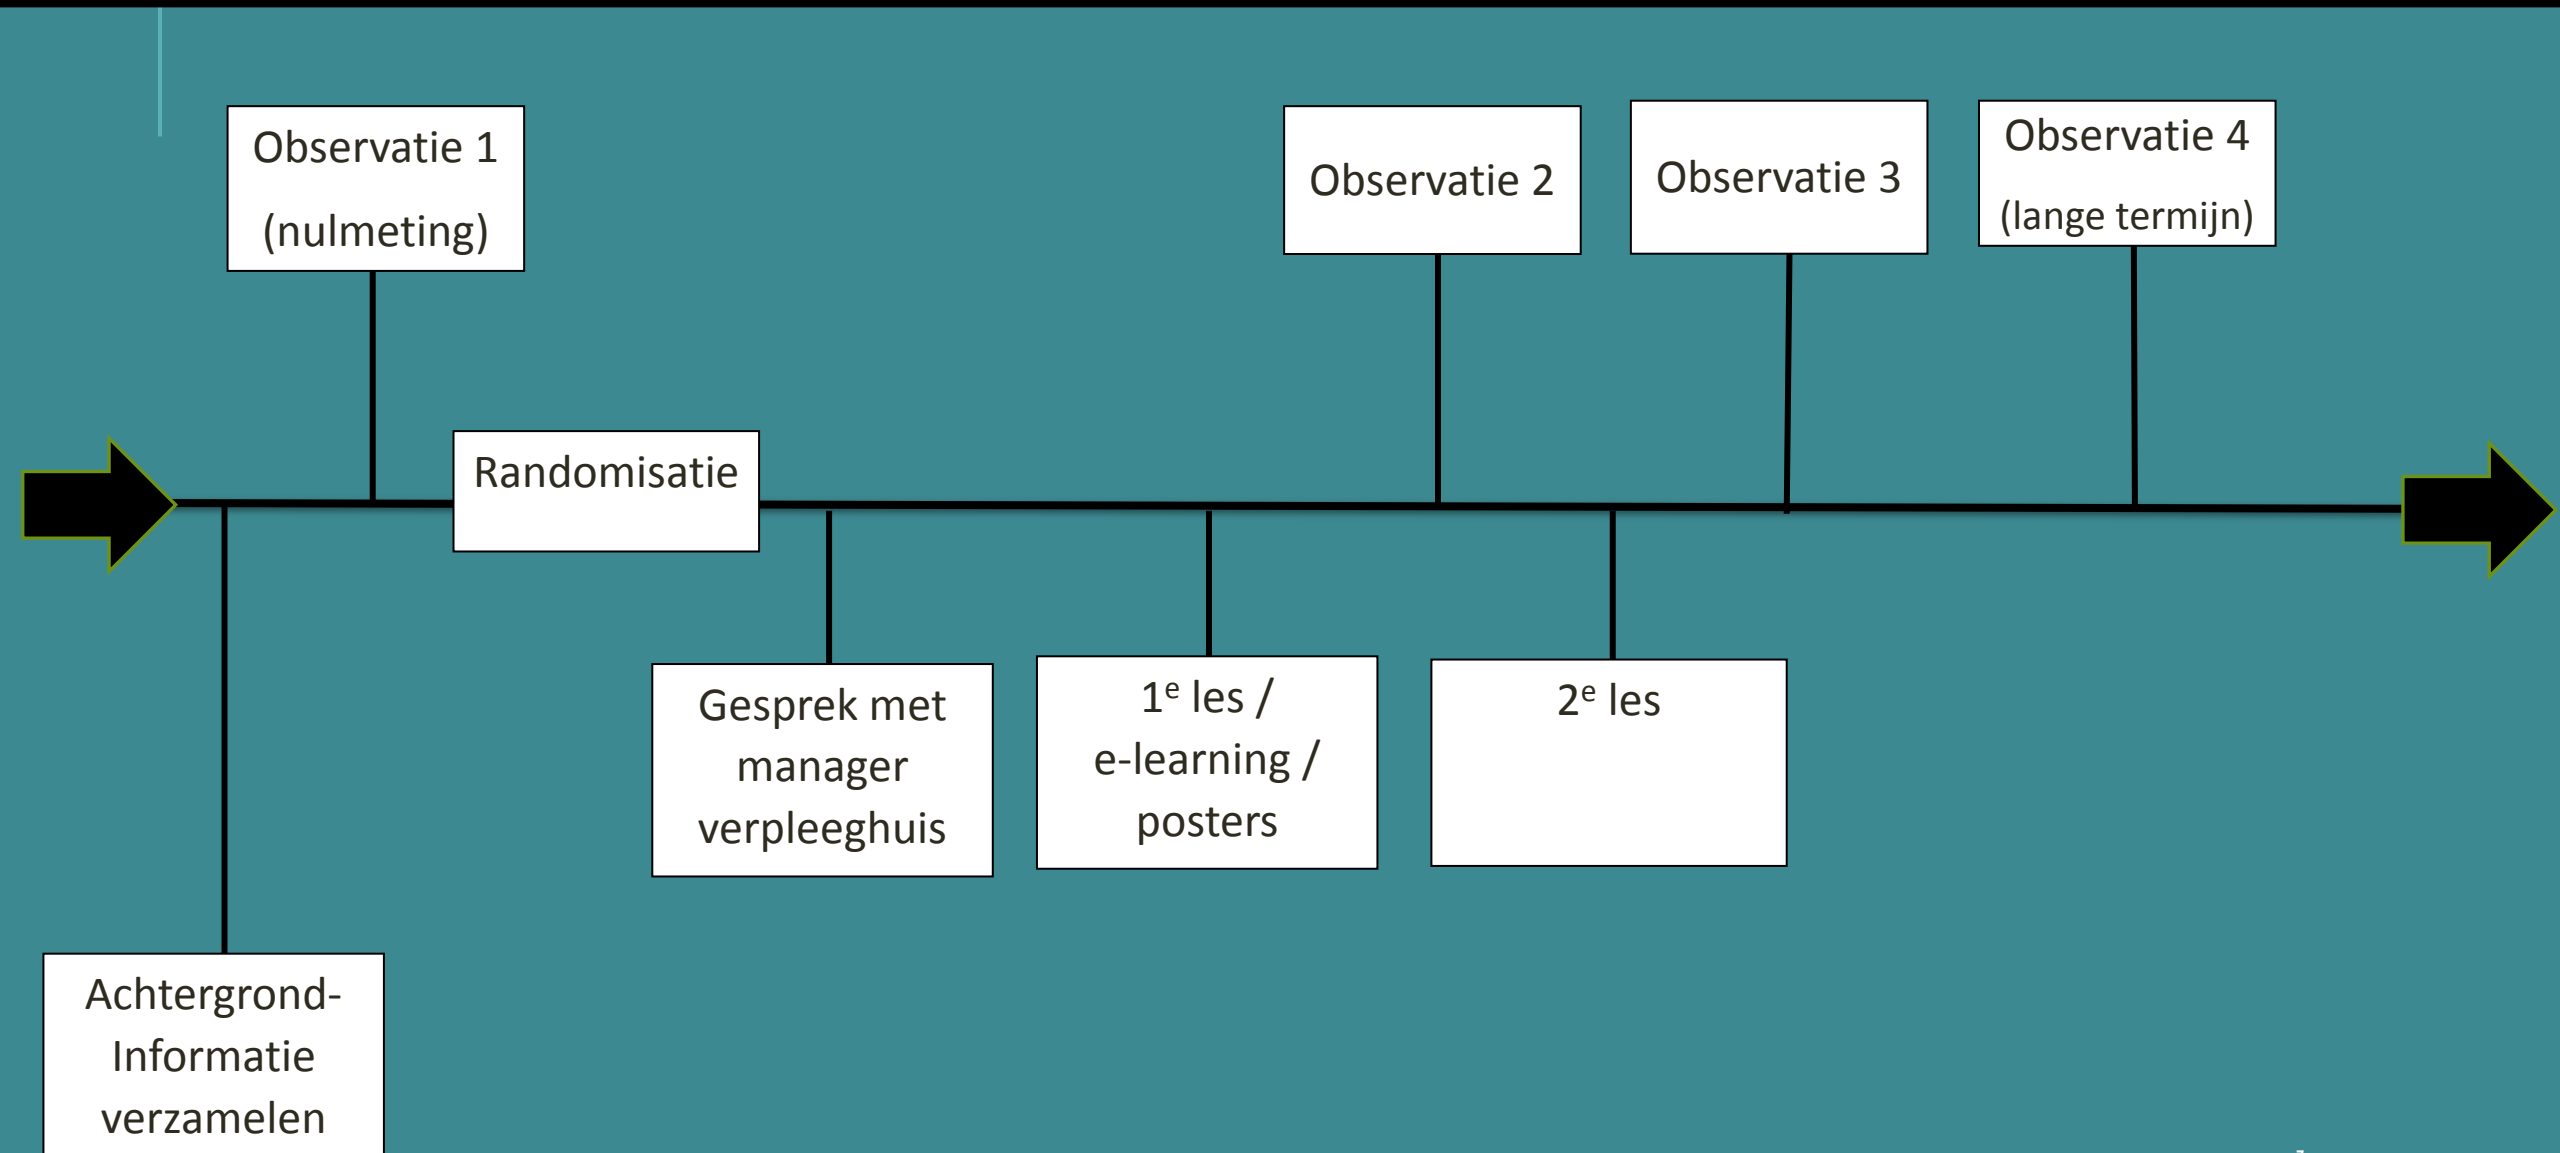 Observatie 1
(nulmeting)
Observatie 2
Observatie 3
Observatie 4
(lange termijn)
Randomisatie
Gesprek met
manager
verpleeghuis
1e les /
e-learning /
posters
2e les
Achtergrond-
Informatie
verzamelen